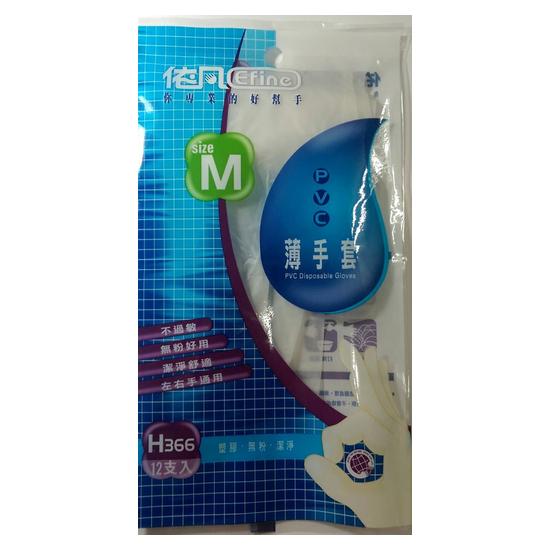 依凡 Efine
你專業的好幫手
size
M
PVC
薄手套
PVC Disposable Gloves
不過敏
無粉好用
潔淨舒適
左右手通用
H366
12支入
塑膠·無粉·潔淨
依